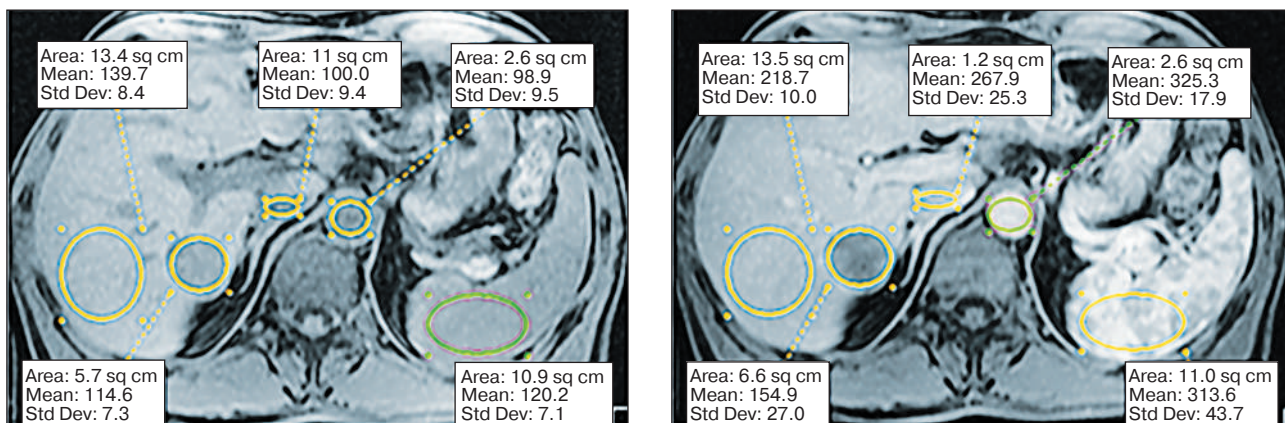 Area: 13.4 sq cm
Mean: 139.7
Std Dev: 8.4
Area: 11 sq cm
Mean: 100.0
Std Dev: 9.4
Area: 2.6 sq cm
Mean: 98.9
Std Dev: 9.5
Area: 5.7 sq cm
Mean: 114.6
Std Dev: 7.3
Area: 10.9 sq cm
Mean: 120.2
Std Dev: 7.1
Area: 13.5 sq cm
Mean: 218.7
Std Dev: 10.0
Area: 1.2 sq cm
Mean: 267.9
Std Dev: 25.3
Area: 2.6 sq cm
Mean: 325.3
Std Dev: 17.9
Area: 6.6 sq cm
Mean: 154.9
Std Dev: 27.0
Area: 11.0 sq cm
Mean: 313.6
Std Dev: 43.7